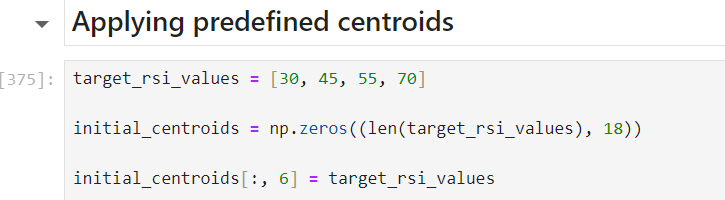 Applying predefined centroids
[375]:
target_rsi_values = [30, 45, 55, 70]
initial_centroids = np.zeros((len(target_rsi_values), 18))
initial_centroids[:, 6] = target_rsi_values